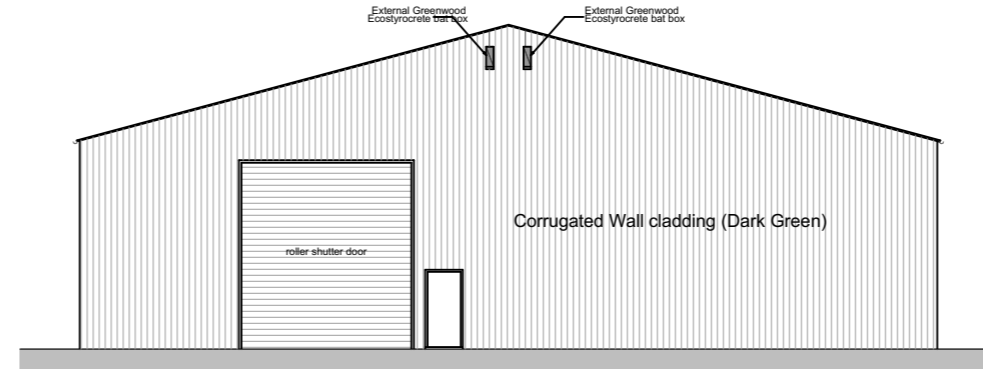 External Greenwood
Ecostyrocrete bat box
External Greenwood
Ecostyrocrete bat box
Corrugated Wall cladding (Dark Green)
roller shutter door